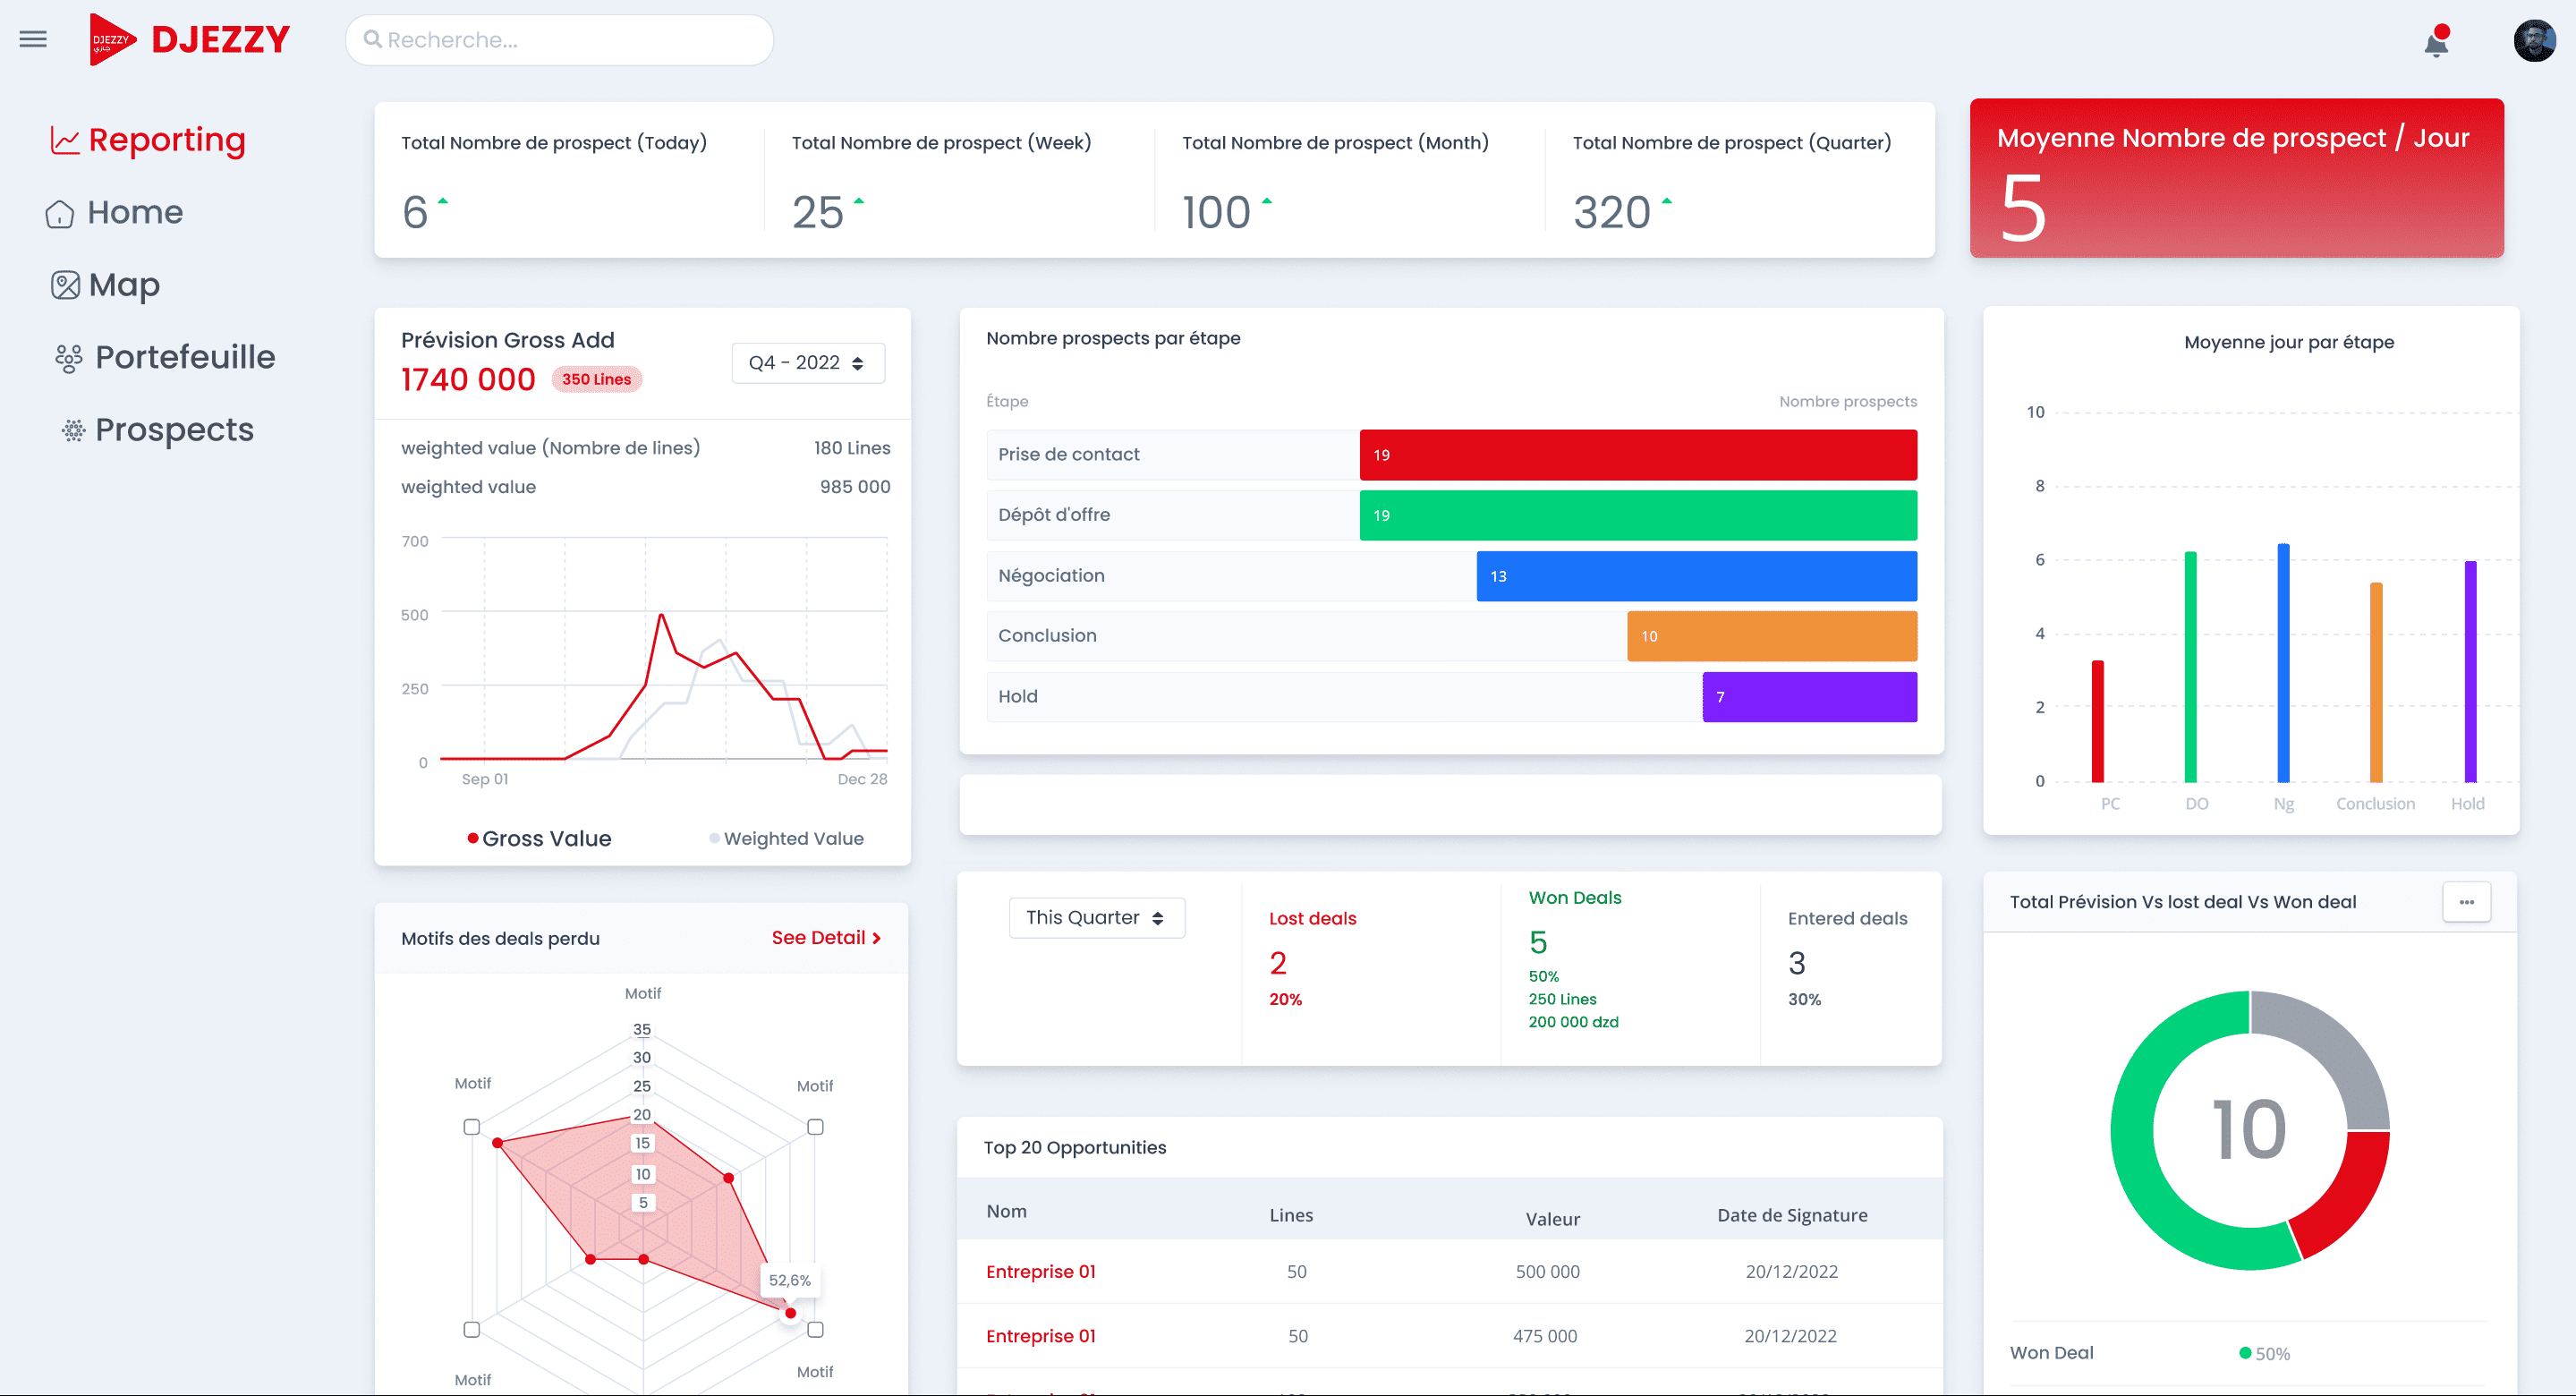 DJEZZY
جازي
DJEZZY
Recherche...
Reporting
Home
Map
Portefeuille
Prospects
Total Nombre de prospect (Today)
6
Total Nombre de prospect (Week)
25
Total Nombre de prospect (Month)
100
Total Nombre de prospect (Quarter)
320
Moyenne Nombre de prospect / Jour
5
Prévision Gross Add
1740 000
350 Lines
Q4 - 2022
weighted value (Nombre de lines)
180 Lines
weighted value
985 000
700
500
250
0
Sep 01
Dec 28
Gross Value
Weighted Value
Nombre prospects par étape
Étape
Nombre prospects
Prise de contact
19
Dépôt d'offre
19
Négociation
13
Conclusion
10
Hold
7
Moyenne jour par étape
10
8
6
4
2
0
PC
DO
Ng
Conclusion
Hold
Motifs des deals perdu
See Detail
Motif
Motif
Motif
35
30
25
20
15
10
5
52,6%
Motif
Motif
This Quarter
Lost deals
2
20%
Won Deals
5
50%
250 Lines
200 000 dzd
Entered deals
3
30%
Top 20 Opportunities
Nom
Lines
Valeur
Date de Signature
Entreprise 01
50
500 000
20/12/2022
Entreprise 01
50
475 000
20/12/2022
Total Prévision Vs lost deal Vs Won deal
10
Won Deal
50%